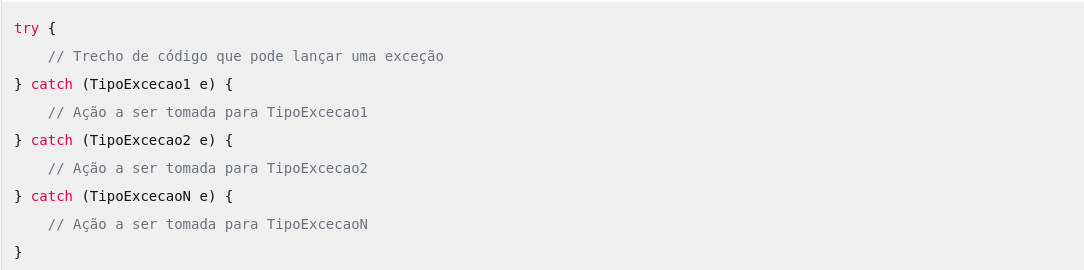 try {
    // Trecho de código que pode lançar uma exceção
} catch (TipoExcecao1 e) {
    // Ação a ser tomada para TipoExcecao1
} catch (TipoExcecao2 e) {
    // Ação a ser tomada para TipoExcecao2
} catch (TipoExcecaoN e) {
    // Ação a ser tomada para TipoExcecaoN
}